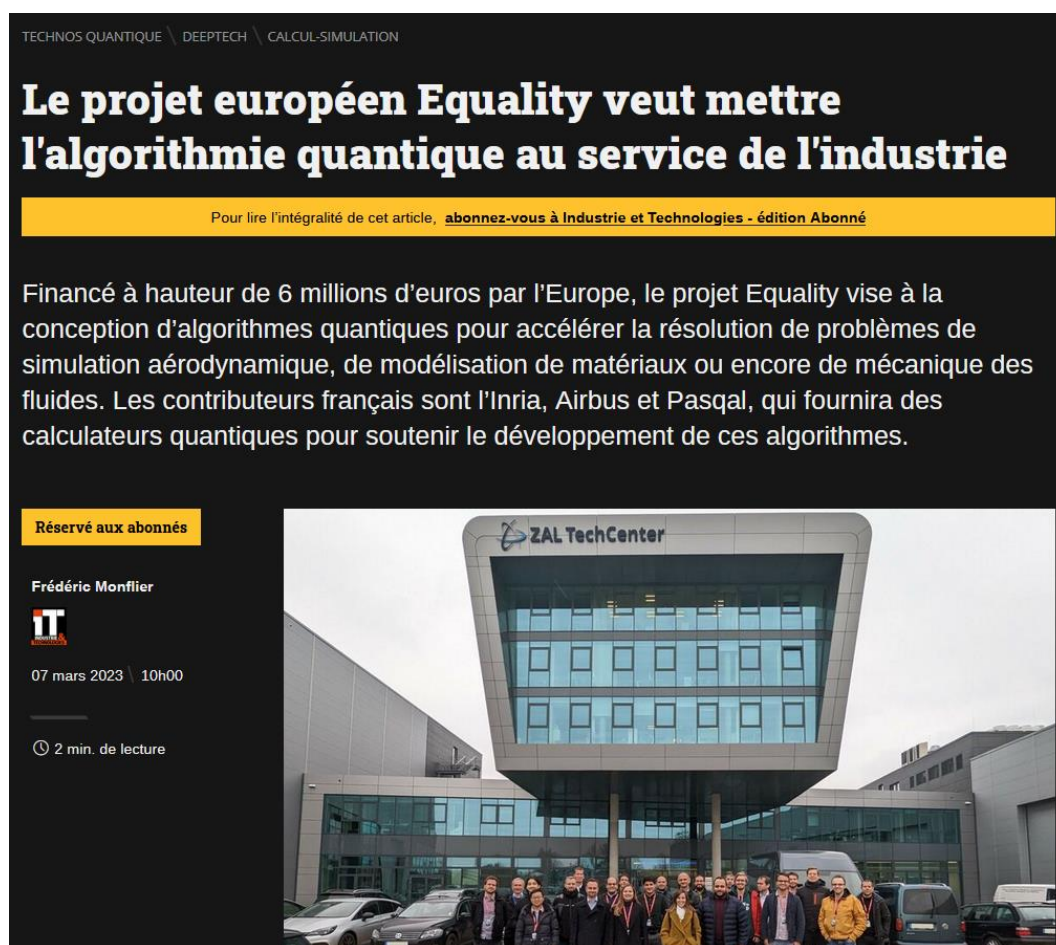 TECHNOS QUANTIQUE \ DEEPTECH \ CALCUL-SIMULATION
Le projet européen Equality veut mettre
l'algorithmie quantique au service de l'industrie
Pour lire l’intégralité de cet article, abonnez-vous à Industrie et Technologies - édition Abonné
Financé à hauteur de 6 millions d’euros par l’Europe, le projet Equality vise à la
conception d’algorithmes quantiques pour accélérer la résolution de problèmes de
simulation aérodynamique, de modélisation de matériaux ou encore de mécanique des
fluides. Les contributeurs français sont l’Inria, Airbus et Pasqal, qui fournira des
calculateurs quantiques pour soutenir le développement de ces algorithmes.
Réservé aux abonnés
Frédéric Monflier
iT
INDUSTRIE &
TECHNOLOGIES
07 mars 2023 \ 10h00
2 min. de lecture
ZAL TechCenter